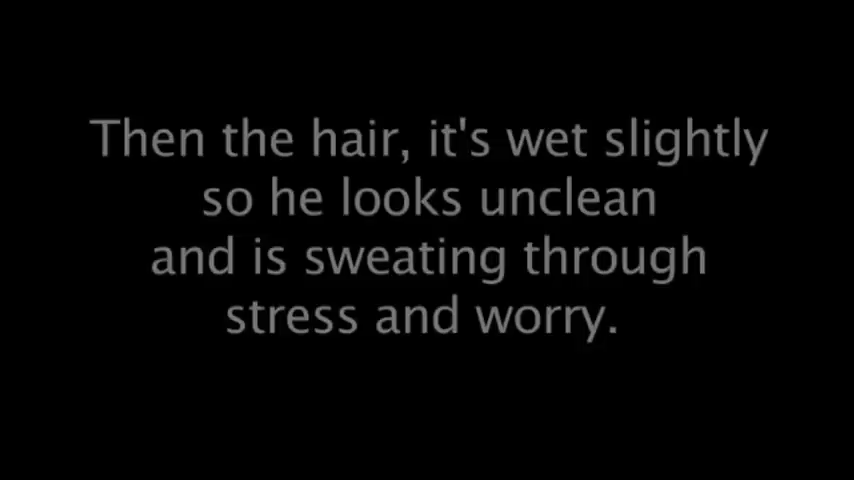 Then the hair, it's wet slightly
so he looks unclean
and is sweating through
stress and worry.